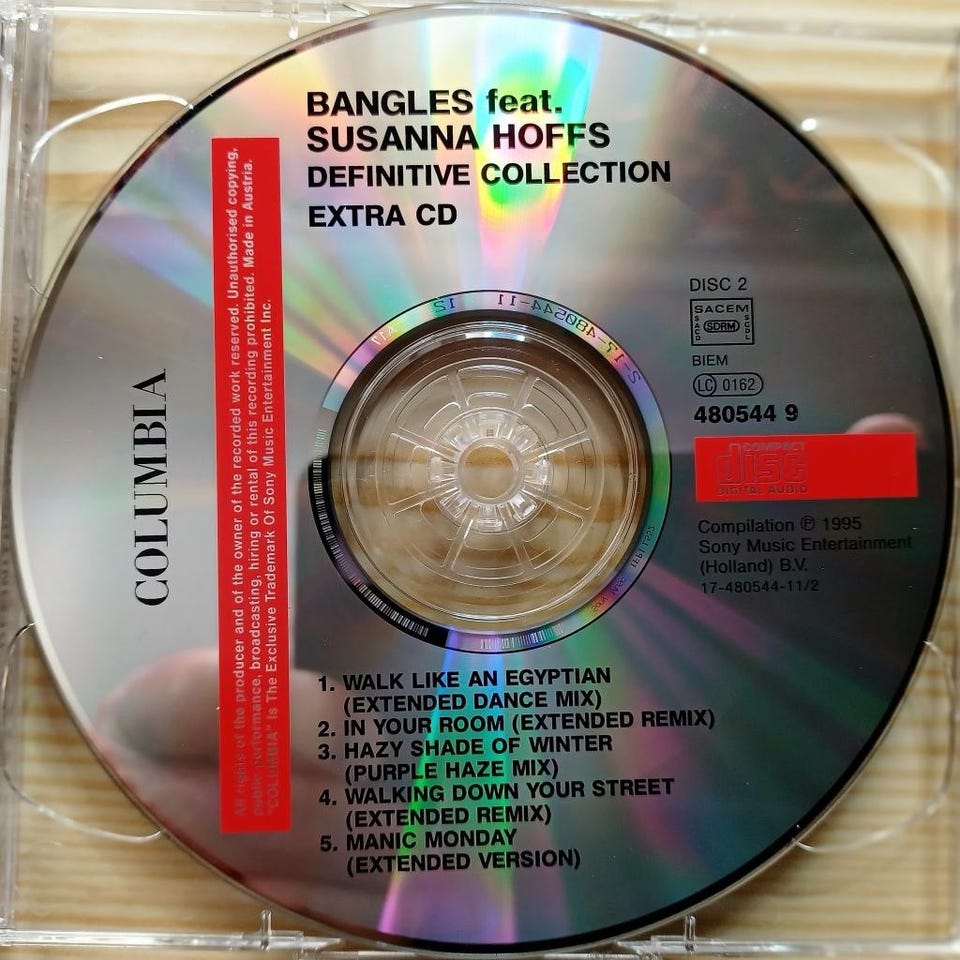 BANGLES feat.
SUSANNA HOFFS
DEFINITIVE COLLECTION
EXTRA CD
DISC 2
SACEM
SACD
SDRM
SGDL
BIEM
LC 0162
480544 9
COMPACT
disc
DIGITAL AUDIO
Compilation ℗ 1995
Sony Music Entertainment
(Holland) B.V.
17-480544-11/2
COLUMBIA
All rights of the producer and of the owner of the recorded work reserved. Unauthorised copying,
public performance, broadcasting, hiring or rental of this recording prohibited. Made in Austria.
"COLUMBIA" Is The Exclusive Trademark Of Sony Music Entertainment Inc.
1. WALK LIKE AN EGYPTIAN
(EXTENDED DANCE MIX)
2. IN YOUR ROOM (EXTENDED REMIX)
3. HAZY SHADE OF WINTER
(PURPLE HAZE MIX)
4. WALKING DOWN YOUR STREET
(EXTENDED REMIX)
5. MANIC MONDAY
(EXTENDED VERSION)